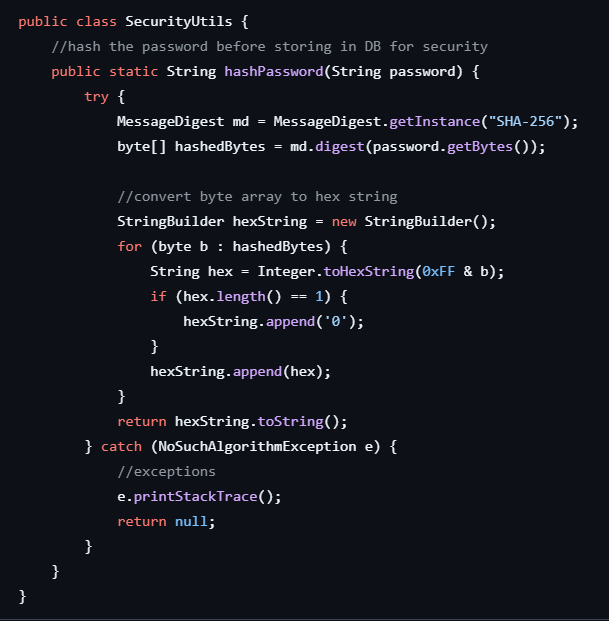 public class SecurityUtils {
    //hash the password before storing in DB for security
    public static String hashPassword(String password) {
        try {
            MessageDigest md = MessageDigest.getInstance("SHA-256");
            byte[] hashedBytes = md.digest(password.getBytes());

            //convert byte array to hex string
            StringBuilder hexString = new StringBuilder();
            for (byte b : hashedBytes) {
                String hex = Integer.toHexString(0xFF & b);
                if (hex.length() == 1) {
                    hexString.append('0');
                }
                hexString.append(hex);
            }
            return hexString.toString();
        } catch (NoSuchAlgorithmException e) {
            //exceptions
            e.printStackTrace();
            return null;
        }
    }
}